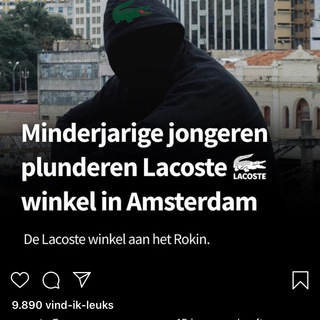 Minderjarige jongeren
plunderen Lacoste
LACOSTE
winkel in Amsterdam
De Lacoste winkel aan het Rokin.
9.890 vind-ik-leuks